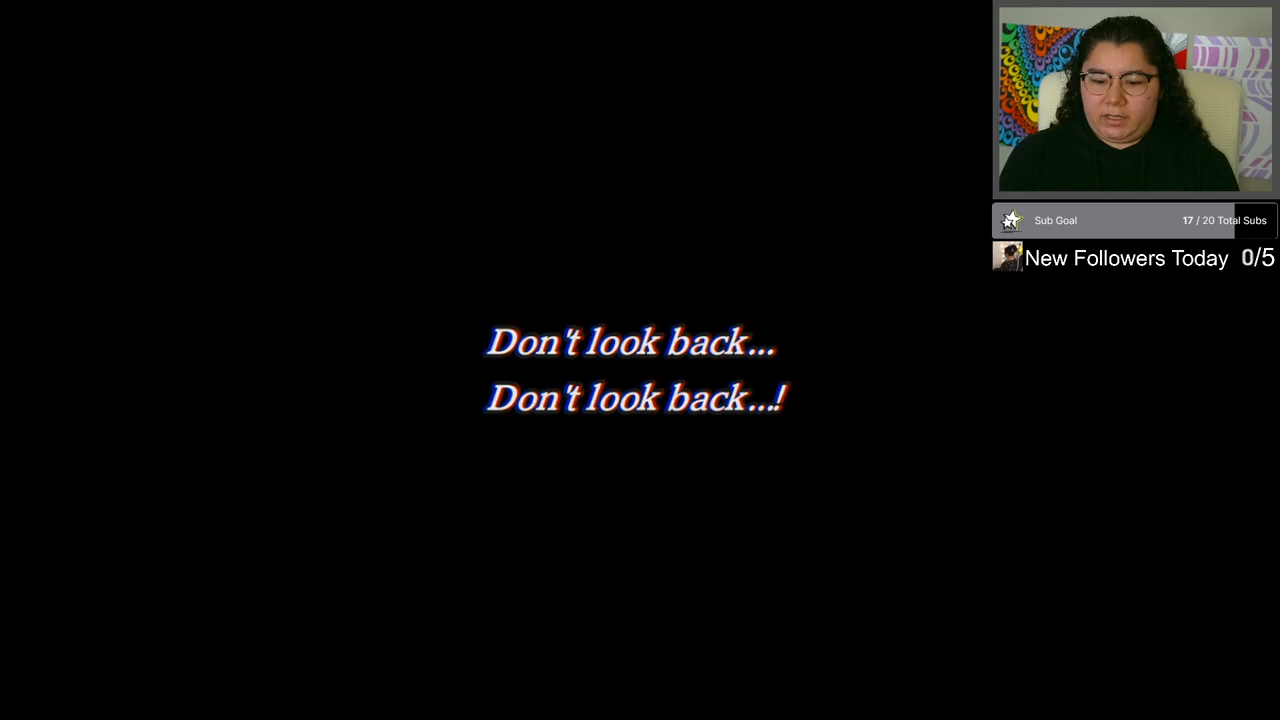 Don't look back...
Don't look back...!
Sub Goal
17 / 20 Total Subs
New Followers Today 0/5